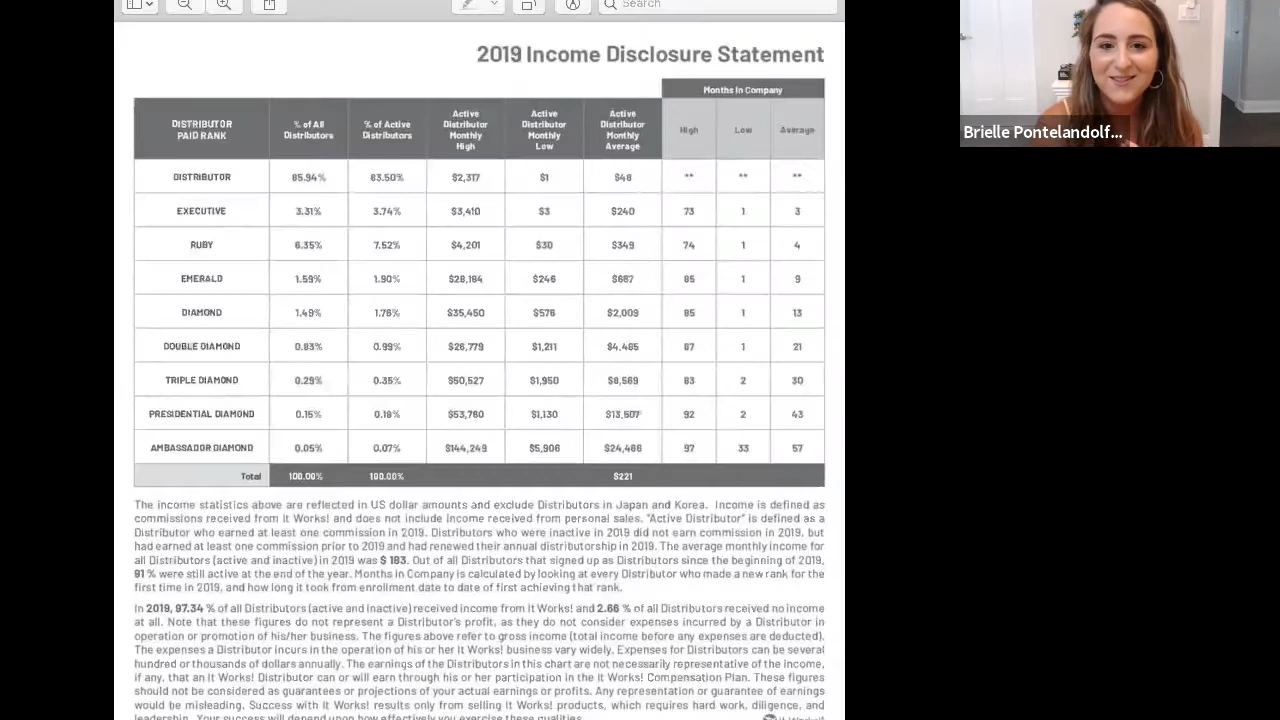 Search
2019 Income Disclosure Statement
Months In Company
DISTRIBUTOR PAID RANK % of All Distributors % of Active Distributors Active Distributor Monthly High Active Distributor Monthly Low Active Distributor Monthly Average High Low Average
DISTRIBUTOR 85.94% 83.50% $2,317 $1 $48 ** ** **
EXECUTIVE 3.31% 3.74% $3,410 $3 $240 73 1 3
RUBY 6.35% 7.52% $4,201 $30 $349 74 1 4
EMERALD 1.59% 1.90% $28,184 $246 $687 85 1 9
DIAMOND 1.49% 1.76% $35,450 $576 $2,009 85 1 13
DOUBLE DIAMOND 0.83% 0.99% $26,779 $1,211 $4,485 87 1 21
TRIPLE DIAMOND 0.29% 0.35% $50,527 $1,950 $8,589 83 2 30
PRESIDENTIAL DIAMOND 0.15% 0.18% $53,760 $1,130 $13,507 92 2 43
AMBASSADOR DIAMOND 0.05% 0.07% $144,249 $5,906 $24,466 97 33 57
Total 100.00% 100.00% $221
The income statistics above are reflected in US dollar amounts and exclude Distributors in Japan and Korea. Income is defined as
commissions received from It Works! and does not include income received from personal sales. "Active Distributor" is defined as a
Distributor who earned at least one commission in 2019. Distributors who were inactive in 2019 did not earn commission in 2019, but
had earned at least one commission prior to 2019 and had renewed their annual distributorship in 2019. The average monthly income for
all Distributors (active and inactive) in 2019 was $ 183. Out of all Distributors that signed up as Distributors since the beginning of 2019,
91 % were still active at the end of the year. Months in Company is calculated by looking at every Distributor who made a new rank for the
first time in 2019, and how long it took from enrollment date to date of first achieving that rank.
In 2019, 97.34 % of all Distributors (active and inactive) received income from It Works! and 2.66 % of all Distributors received no income
at all. Note that these figures do not represent a Distributor's profit, as they do not consider expenses incurred by a Distributor in
operation or promotion of his/her business. The figures above refer to gross income (total income before any expenses are deducted).
The expenses a Distributor incurs in the operation of his or her It Works! business vary widely. Expenses for Distributors can be several
hundred or thousands of dollars annually. The earnings of the Distributors in this chart are not necessarily representative of the income,
if any, that an It Works! Distributor can or will earn through his or her participation in the It Works! Compensation Plan. These figures
should not be considered as guarantees or projections of your actual earnings or profits. Any representation or guarantee of earnings
would be misleading. Success with It Works! results only from selling It Works! products, which requires hard work, diligence, and
leadership. Your success will depend upon how effectively you exercise these qualities.
It Works!
Brielle Pontelandolf...